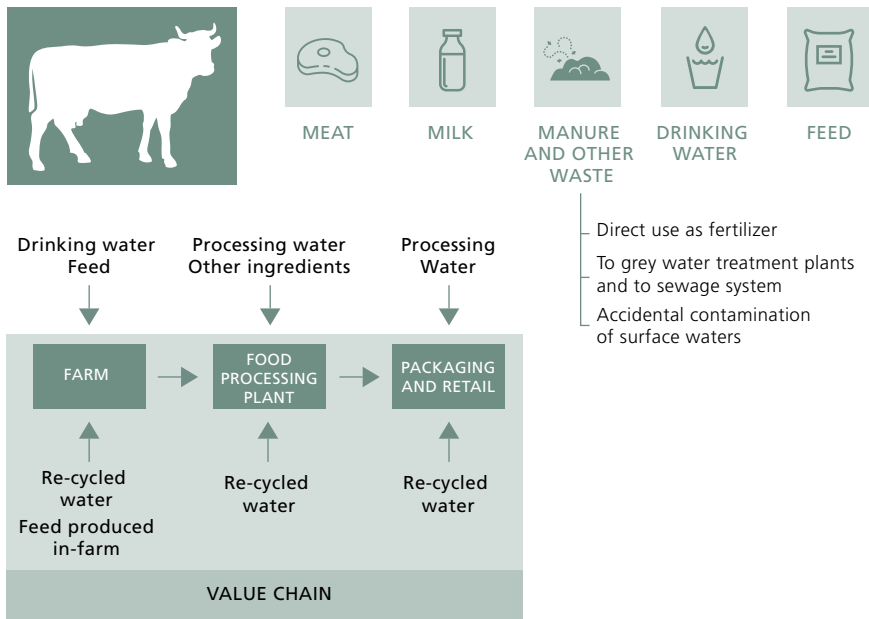 MEAT
MILK
MANURE
AND OTHER
WASTE
DRINKING
WATER
FEED
Direct use as fertilizer
To grey water treatment plants
and to sewage system
Accidental contamination
of surface waters
Drinking water
Feed
Processing water
Other ingredients
Processing
Water
FARM
FOOD
PROCESSING
PLANT
PACKAGING
AND RETAIL
Re-cycled
water
Feed produced
in-farm
Re-cycled
water
Re-cycled
water
VALUE CHAIN